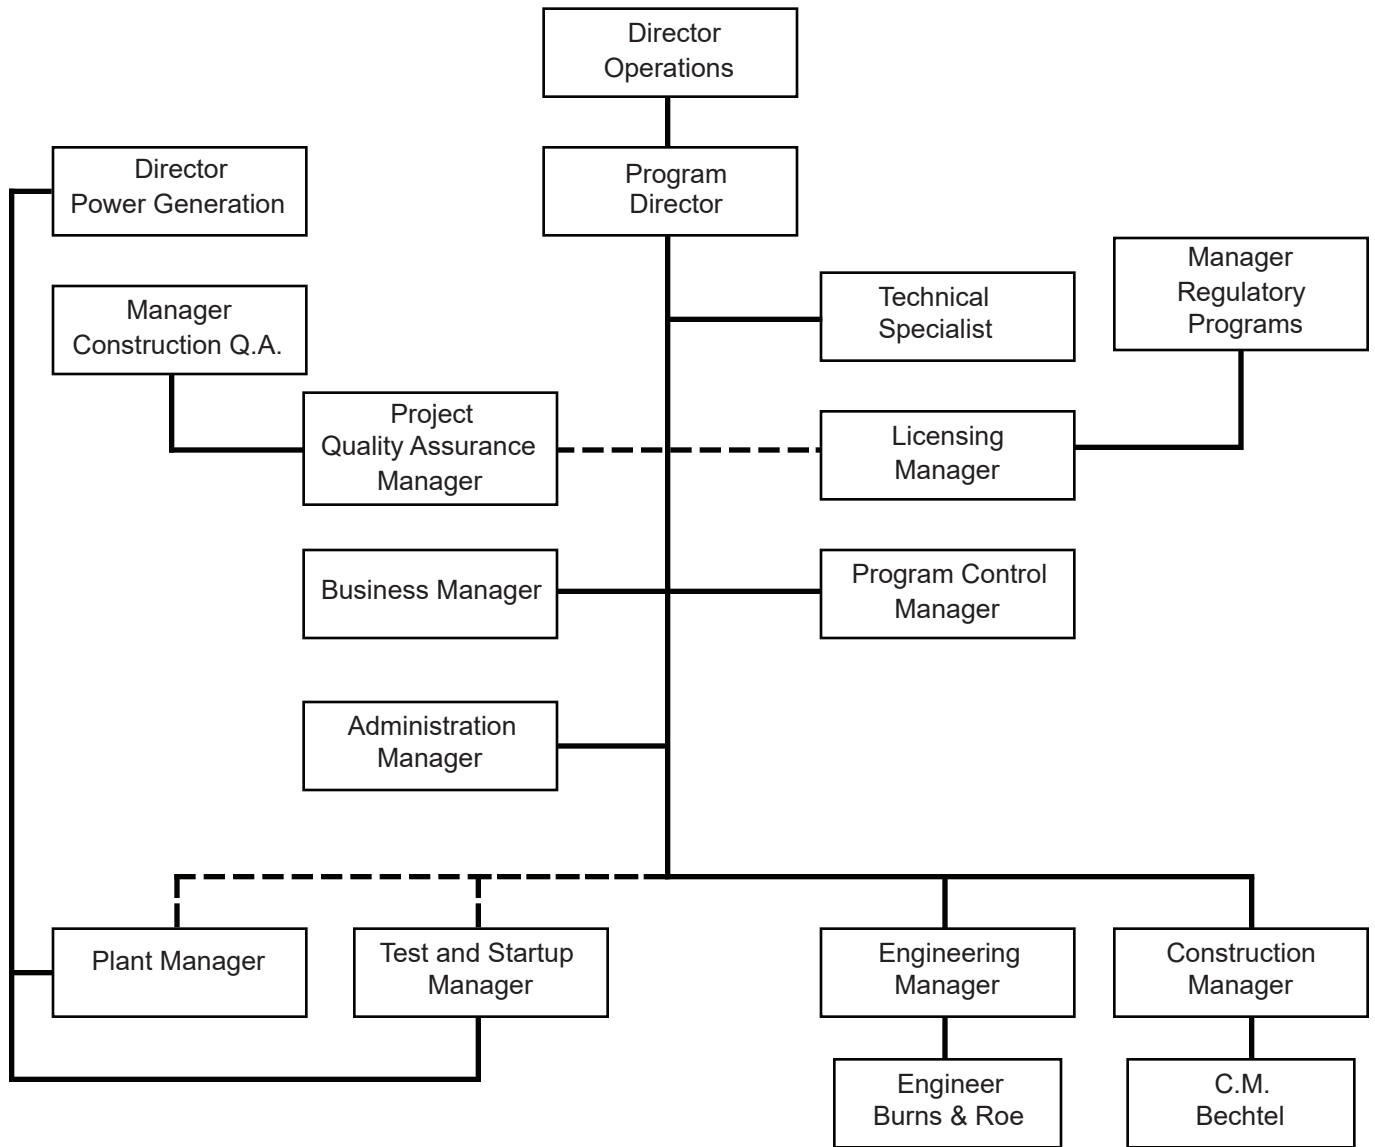 Director
Operations
Director
Power Generation
Program
Director
Manager
Regulatory
Programs
Technical
Specialist
Manager
Construction Q.A.
Project
Quality Assurance
Manager
Licensing
Manager
Business Manager
Program Control
Manager
Administration
Manager
Plant Manager
Test and Startup
Manager
Engineering
Manager
Construction
Manager
Engineer
Burns & Roe
C.M.
Bechtel